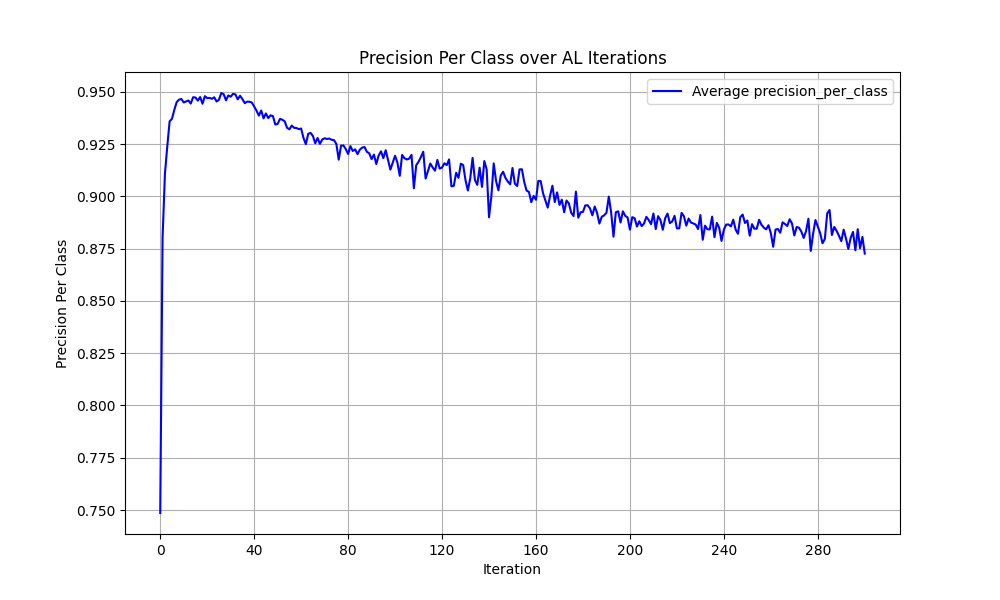 Precision Per Class over AL Iterations
Average precision_per_class
Precision Per Class
0.950
0.925
0.900
0.875
0.850
0.825
0.800
0.775
0.750
0 40 80 120 160 200 240 280
Iteration